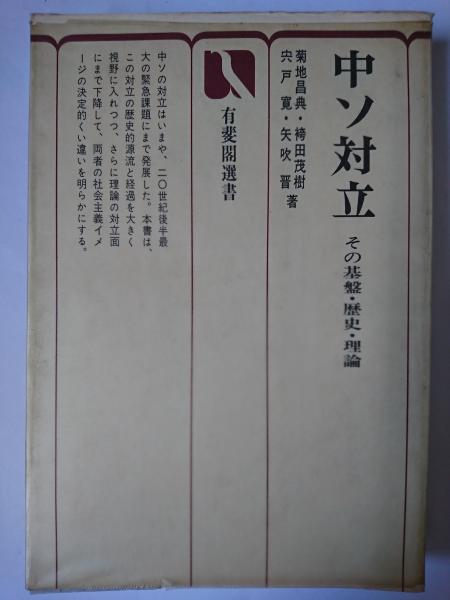 中ソ対立
その基盤・歴史・理論
菊地昌典・袴田茂樹
宍戸寛・矢吹晋 著
有斐閣選書
中ソの対立はいまや、二〇世紀後半最
大の緊急課題にまで発展した。本書は、
この対立の歴史的源流と経過を大きく
視野に入れつつ、さらに理論の対立面
にまで下降して、両者の社会主義イメ
ージの決定的くい違いを明らかにする。